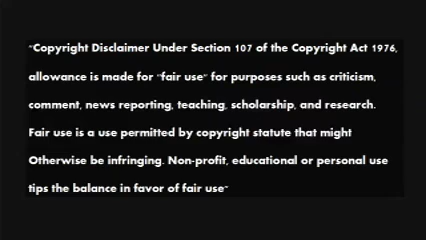 "Copyright Disclaimer Under Section 107 of the Copyright Act 1976,
allowance is made for "fair use" for purposes such as criticism,
comment, news reporting, teaching, scholarship, and research.
Fair use is a use permitted by copyright statute that might
Otherwise be infringing. Non-profit, educational or personal use
tips the balance in favor of fair use"